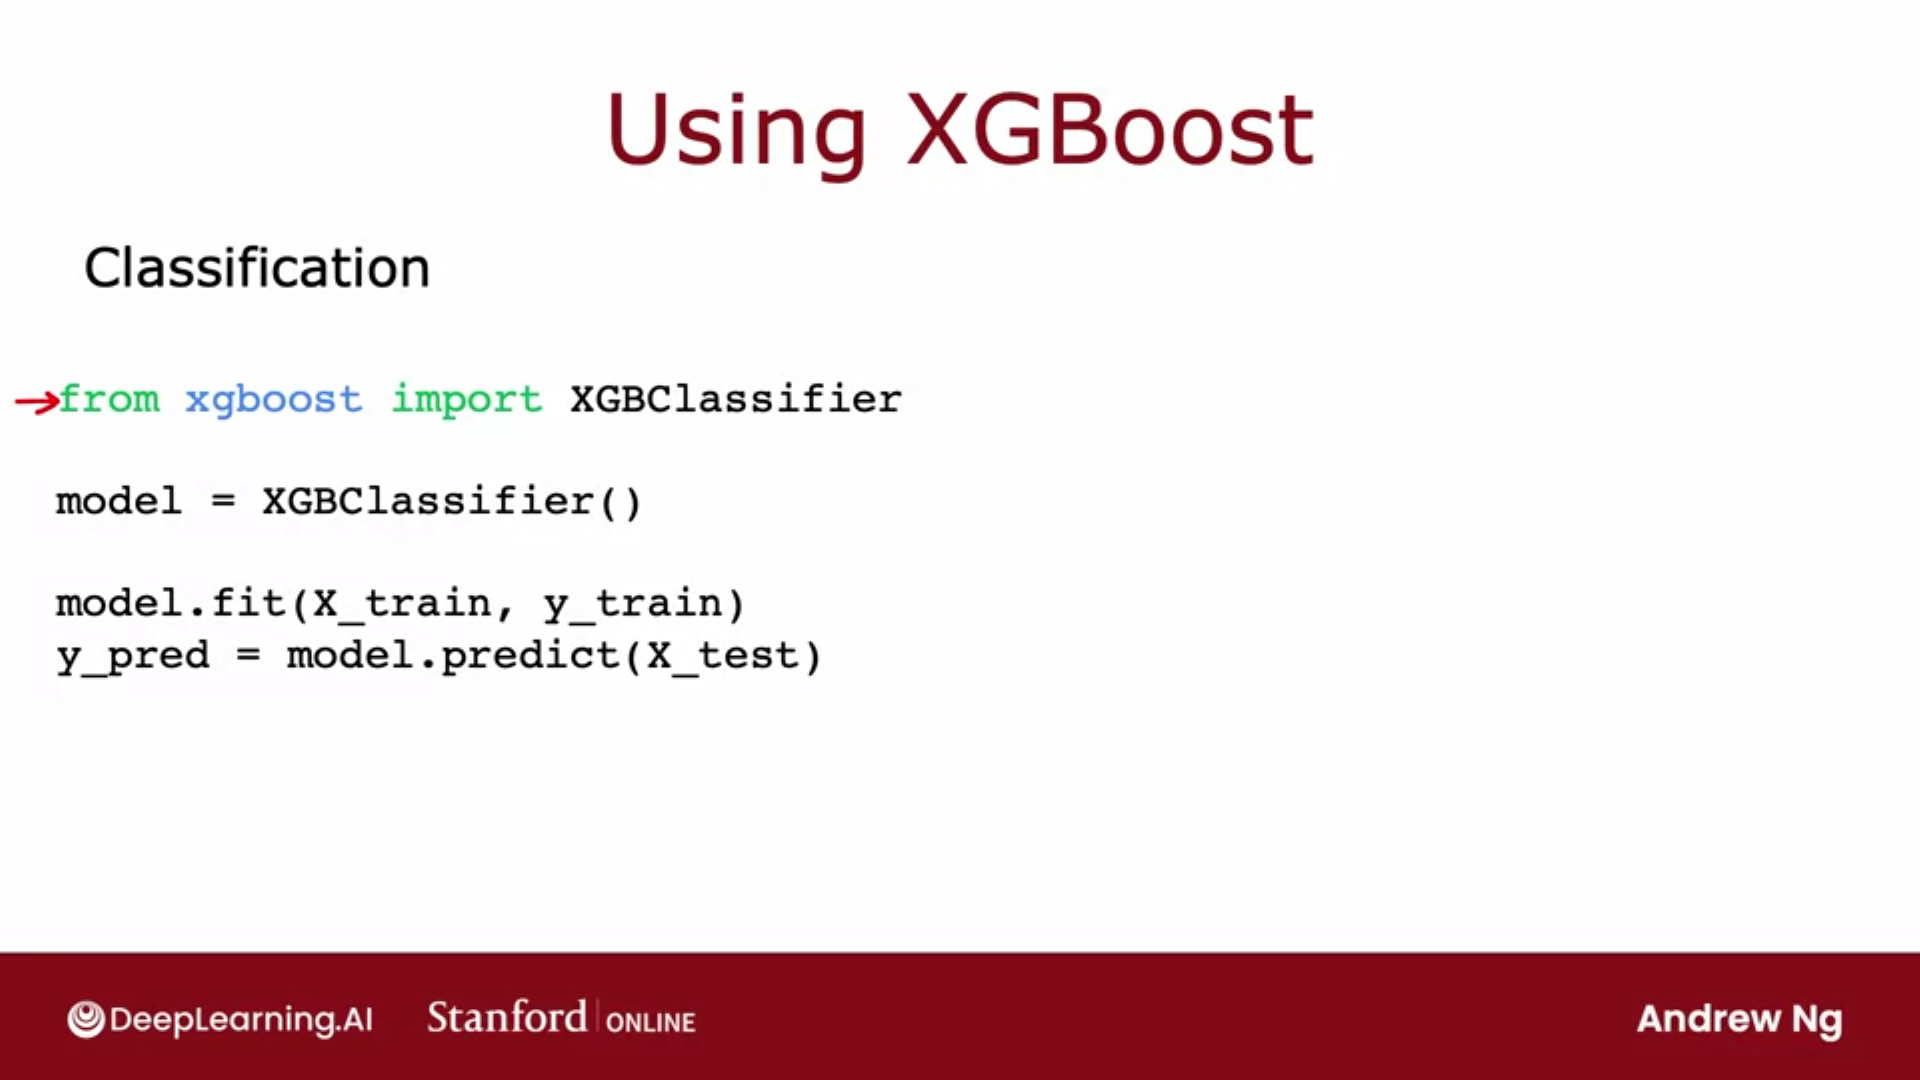 Using XGBoost
Classification
from xgboost import XGBClassifier
model = XGBClassifier()
model.fit(X_train, y_train)
y_pred = model.predict(X_test)
DeepLearning.AI Stanford ONLINE Andrew Ng